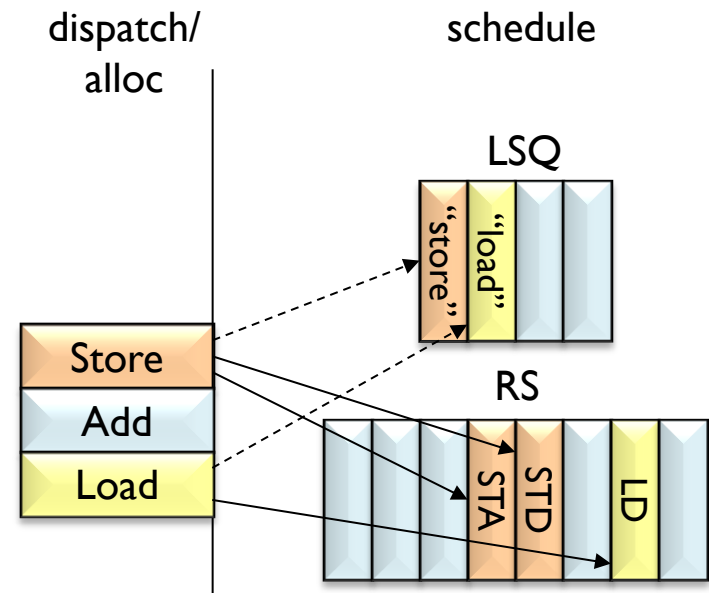 dispatch/
alloc
schedule
LSQ
“store”
“load”
Store
Add
Load
RS
STA
STD
LD